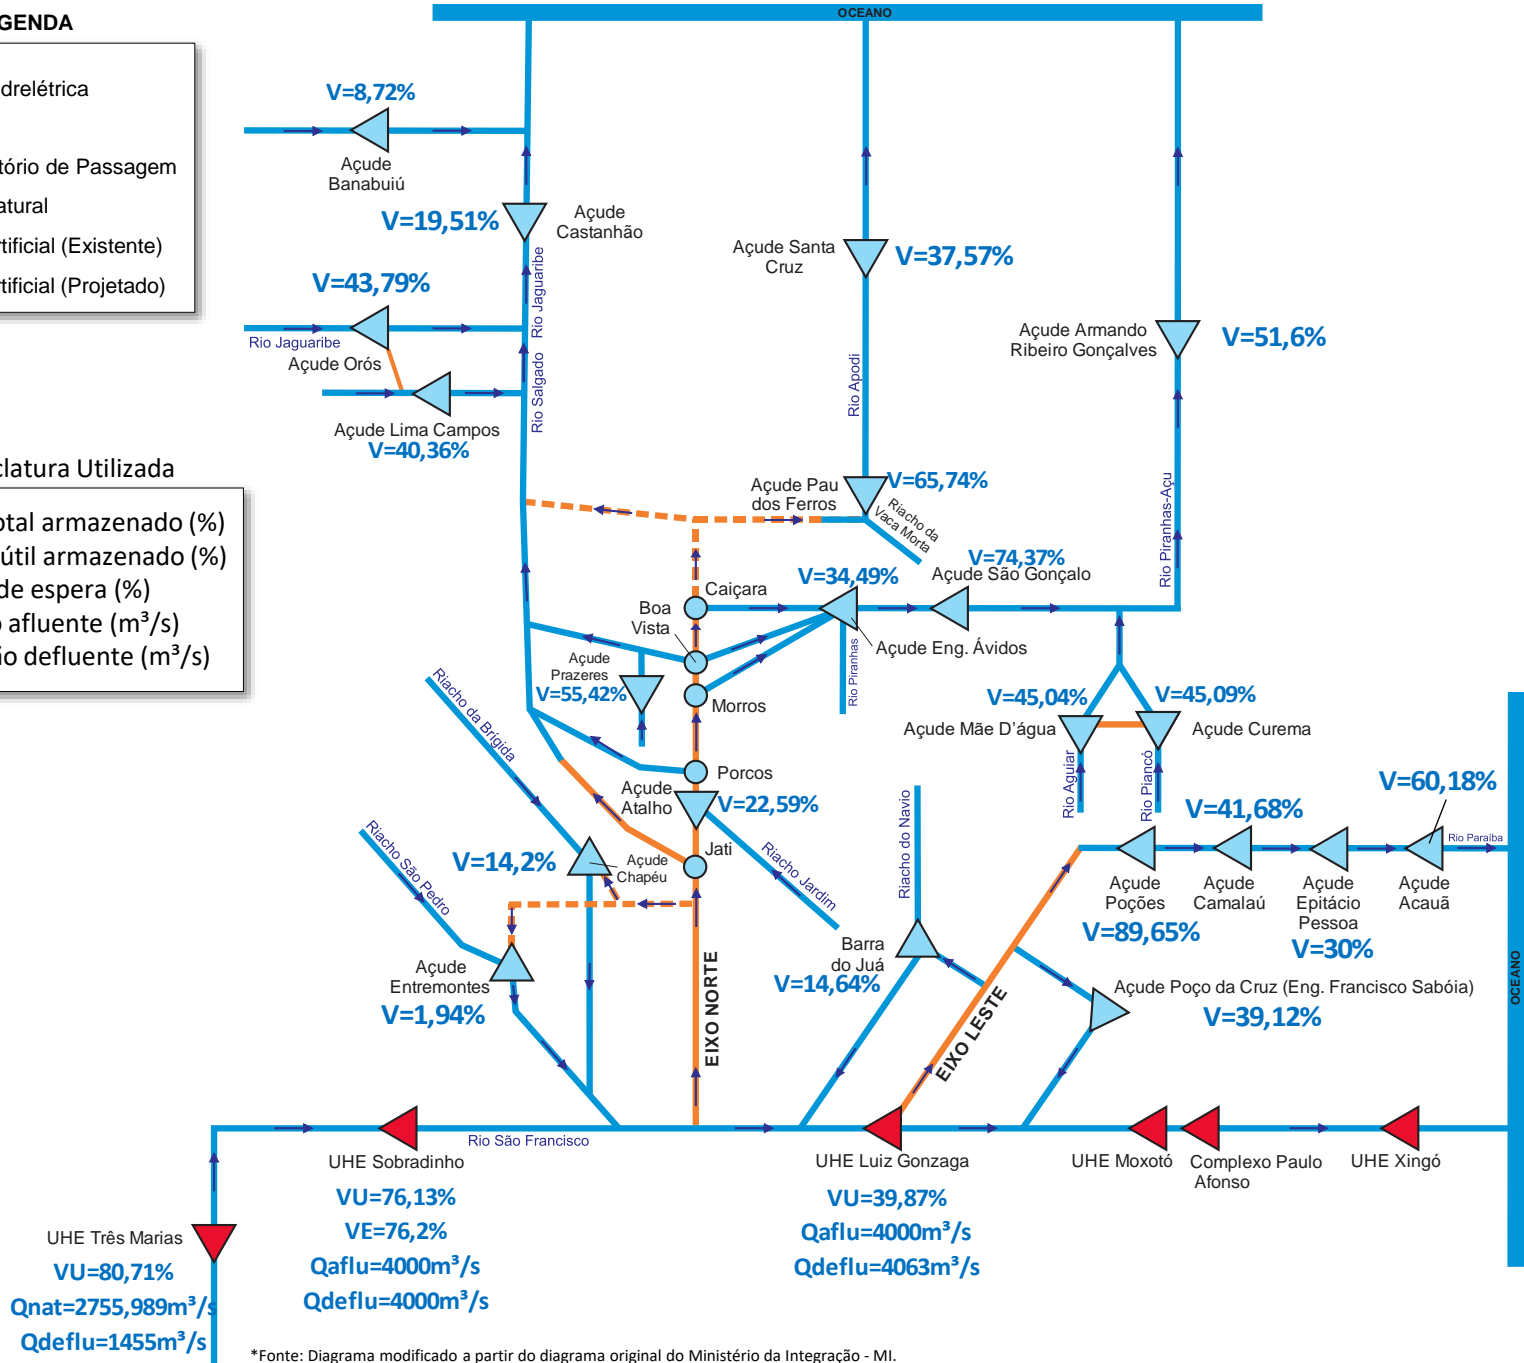 OCEANO
GENDA
drelétrica
tório de Passagem
atural
rtificial (Existente)
rtificial (Projetado)
V=8,72%
Açude
Banabuiú
V=19,51%
Açude
Castanhão
Rio Jaguaribe
V=43,79%
Rio Jaguaribe
Açude Orós
Rio Salgado
Açude Lima Campos
V=40,36%
Açude Santa
Cruz
V=37,57%
Rio Apodi
Açude Armando
Ribeiro Gonçalves
V=51,6%
Rio Piranhas-Açu
clatura Utilizada
otal armazenado (%)
útil armazenado (%)
de espera (%)
o afluente (m³/s)
ão defluente (m³/s)
Açude Pau
dos Ferros
V=65,74%
Riacho da
Vaca Morta
V=74,37%
Açude São Gonçalo
V=34,49%
Caiçara
Boa
Vista
Açude Eng. Ávidos
Rio Piranhas
Açude
Prazeres
V=55,42%
Morros
Porcos
Riacho da Brígida
V=45,04%
V=45,09%
Açude Mãe D'água
Açude Curema
Rio Aguiar
Rio Piancó
Açude
Atalho
V=22,59%
Jati
Riacho Jardim
Riacho São Pedro
V=14,2%
Açude
Chapéu
Riacho do Navio
V=60,18%
V=41,68%
Rio Paraíba
Açude
Poções
Açude
Camalaú
Açude
Epitácio
Pessoa
Açude
Acauã
V=89,65%
V=30%
Açude
Entremontes
V=1,94%
EIXO NORTE
Barra
do Juá
V=14,64%
EIXO LESTE
Açude Poço da Cruz (Eng. Francisco Sabóia)
V=39,12%
OCEANO
Rio São Francisco
UHE Sobradinho
VU=76,13%
VE=76,2%
Qaflu=4000m³/s
Qdeflu=4000m³/s
UHE Luiz Gonzaga
VU=39,87%
Qaflu=4000m³/s
Qdeflu=4063m³/s
UHE Moxotó
Complexo Paulo
Afonso
UHE Xingó
UHE Três Marias
VU=80,71%
Qnat=2755,989m³/s
Qdeflu=1455m³/s
*Fonte: Diagrama modificado a partir do diagrama original do Ministério da Integração - MI.